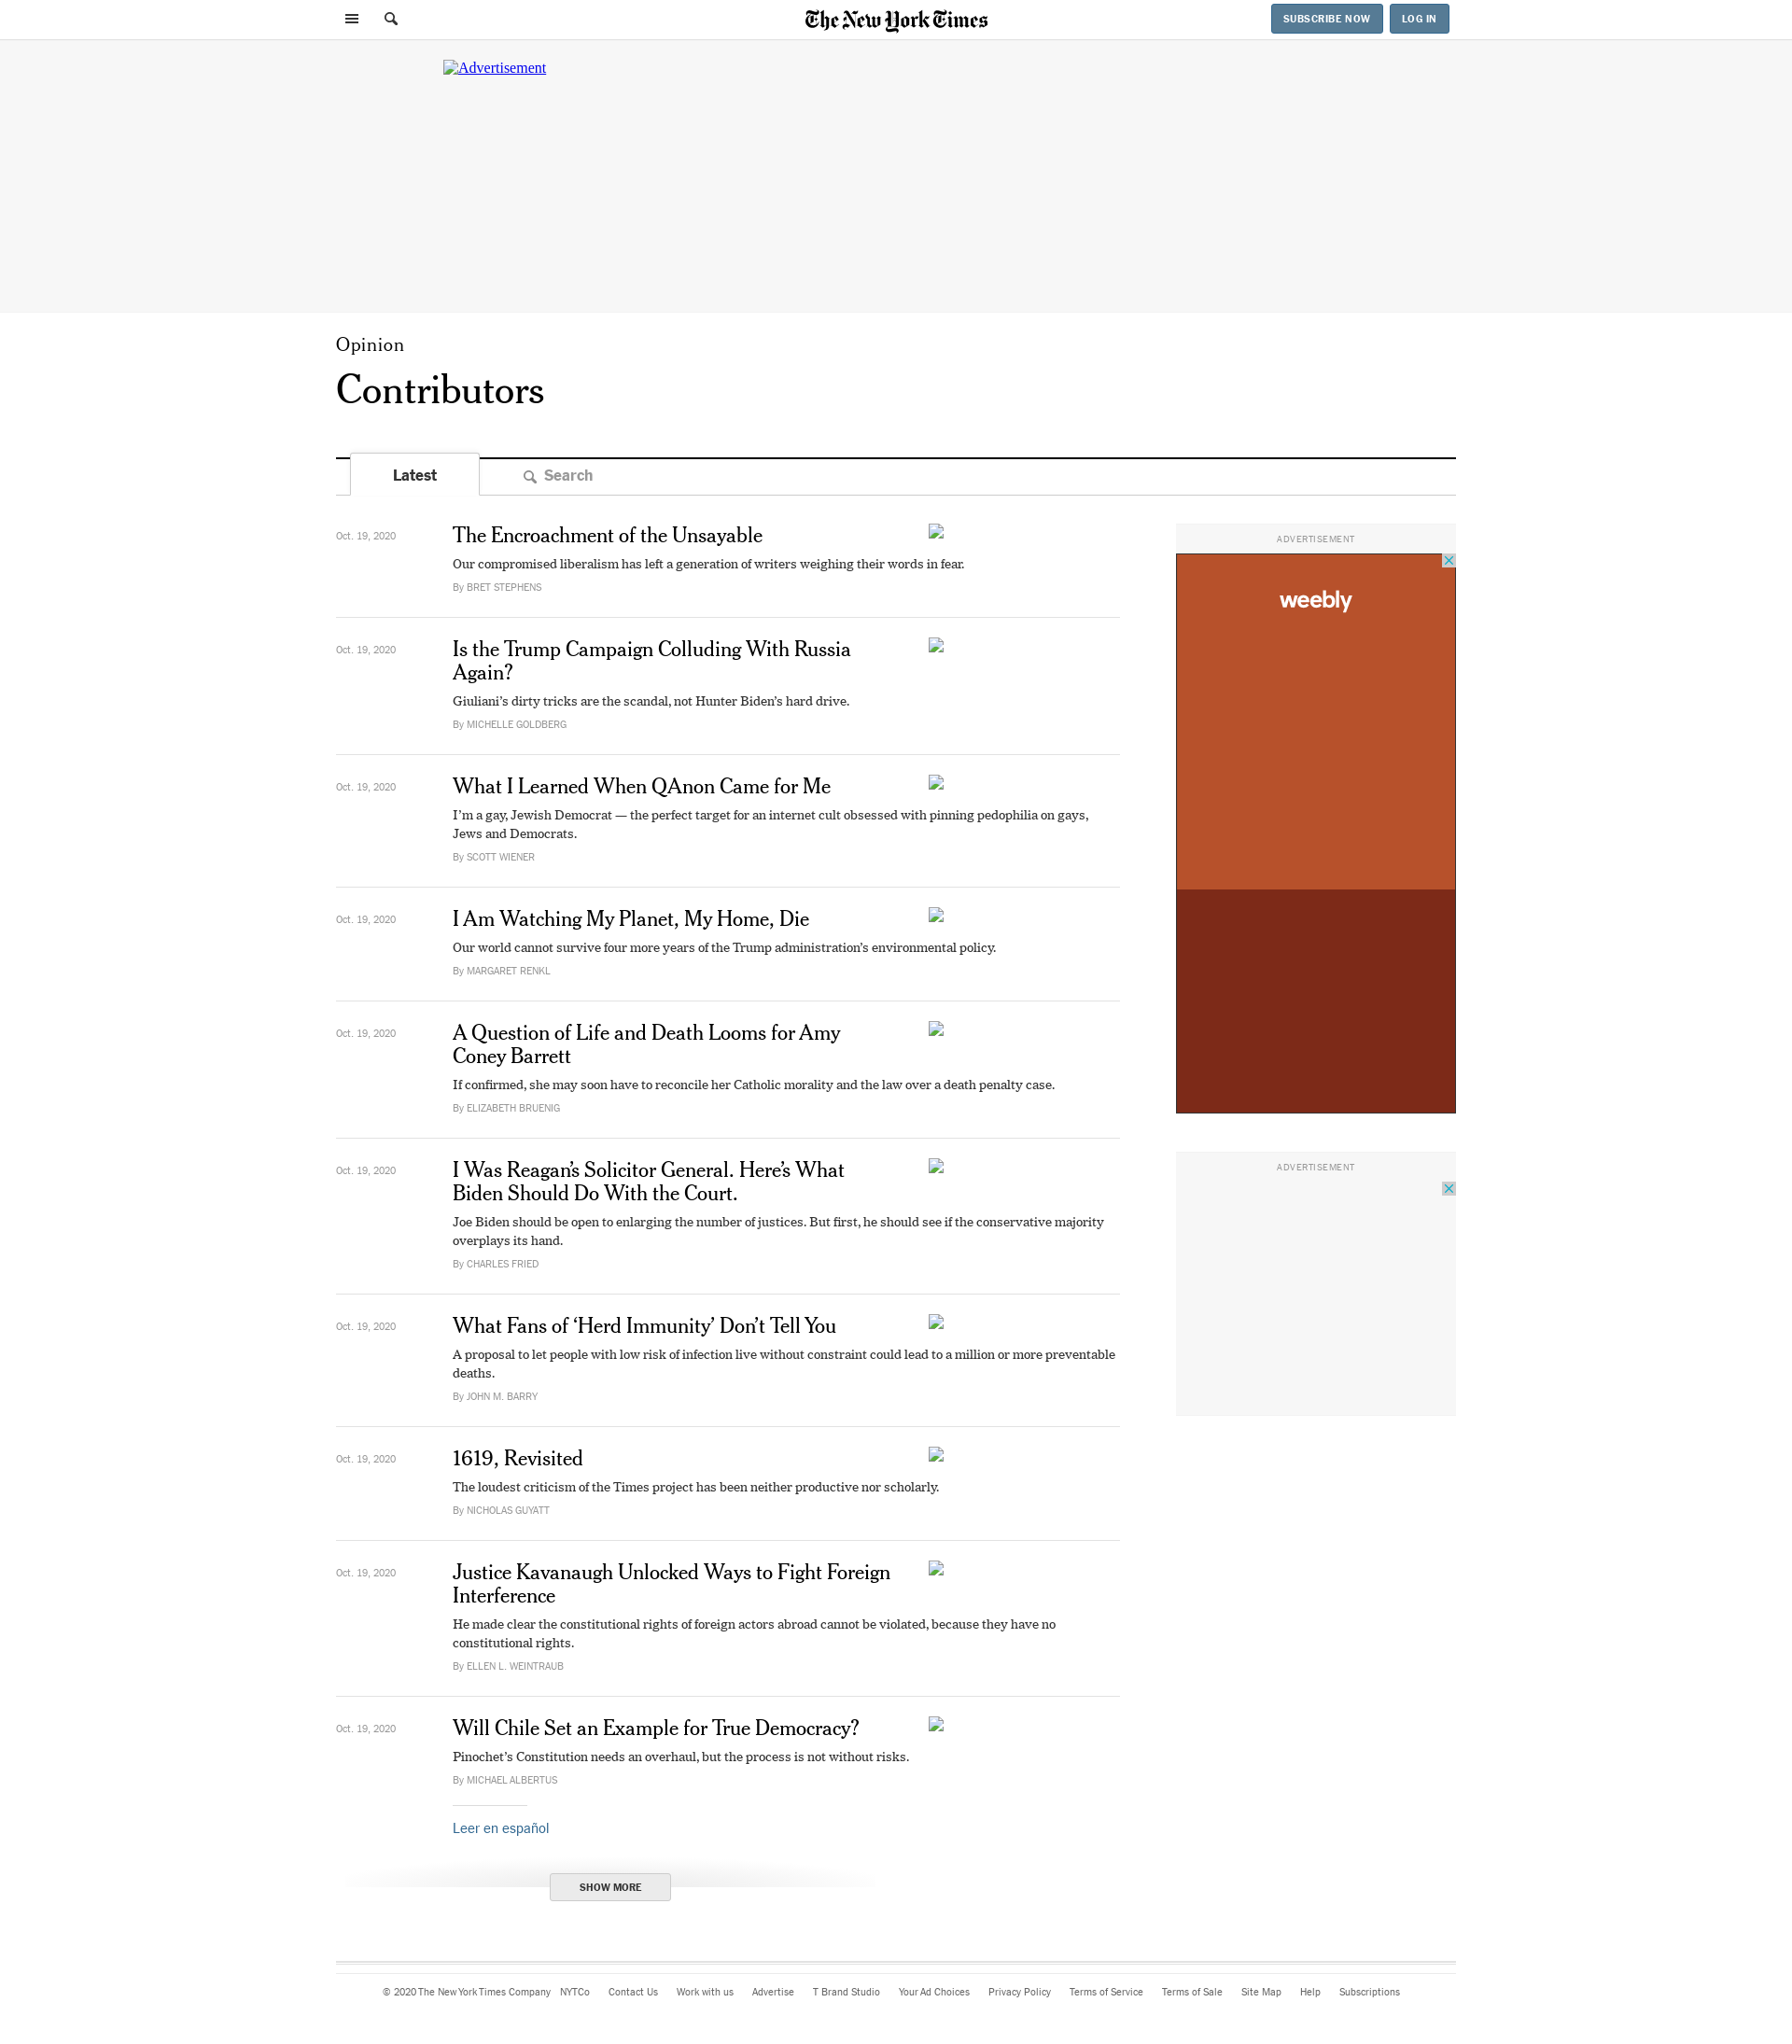 The New York Times
SUBSCRIBE NOW
LOG IN
Advertisement
Opinion
Contributors
Latest
Search
Oct. 19, 2020
The Encroachment of the Unsayable
Our compromised liberalism has left a generation of writers weighing their words in fear.
By BRET STEPHENS
Oct. 19, 2020
Is the Trump Campaign Colluding With Russia
Again?
Giuliani’s dirty tricks are the scandal, not Hunter Biden’s hard drive.
By MICHELLE GOLDBERG
Oct. 19, 2020
What I Learned When QAnon Came for Me
I’m a gay, Jewish Democrat — the perfect target for an internet cult obsessed with pinning pedophilia on gays,
Jews and Democrats.
By SCOTT WIENER
Oct. 19, 2020
I Am Watching My Planet, My Home, Die
Our world cannot survive four more years of the Trump administration’s environmental policy.
By MARGARET RENKL
Oct. 19, 2020
A Question of Life and Death Looms for Amy
Coney Barrett
If confirmed, she may soon have to reconcile her Catholic morality and the law over a death penalty case.
By ELIZABETH BRUENIG
Oct. 19, 2020
I Was Reagan’s Solicitor General. Here’s What
Biden Should Do With the Court.
Joe Biden should be open to enlarging the number of justices. But first, he should see if the conservative majority
overplays its hand.
By CHARLES FRIED
Oct. 19, 2020
What Fans of ‘Herd Immunity’ Don’t Tell You
A proposal to let people with low risk of infection live without constraint could lead to a million or more preventable
deaths.
By JOHN M. BARRY
Oct. 19, 2020
1619, Revisited
The loudest criticism of the Times project has been neither productive nor scholarly.
By NICHOLAS GUYATT
Oct. 19, 2020
Justice Kavanaugh Unlocked Ways to Fight Foreign
Interference
He made clear the constitutional rights of foreign actors abroad cannot be violated, because they have no
constitutional rights.
By ELLEN L. WEINTRAUB
Oct. 19, 2020
Will Chile Set an Example for True Democracy?
Pinochet’s Constitution needs an overhaul, but the process is not without risks.
By MICHAEL ALBERTUS
Leer en español
SHOW MORE
ADVERTISEMENT
weebly
ADVERTISEMENT
© 2020 The New York Times Company NYTCo Contact Us Work with us Advertise T Brand Studio Your Ad Choices Privacy Policy Terms of Service Terms of Sale Site Map Help Subscriptions